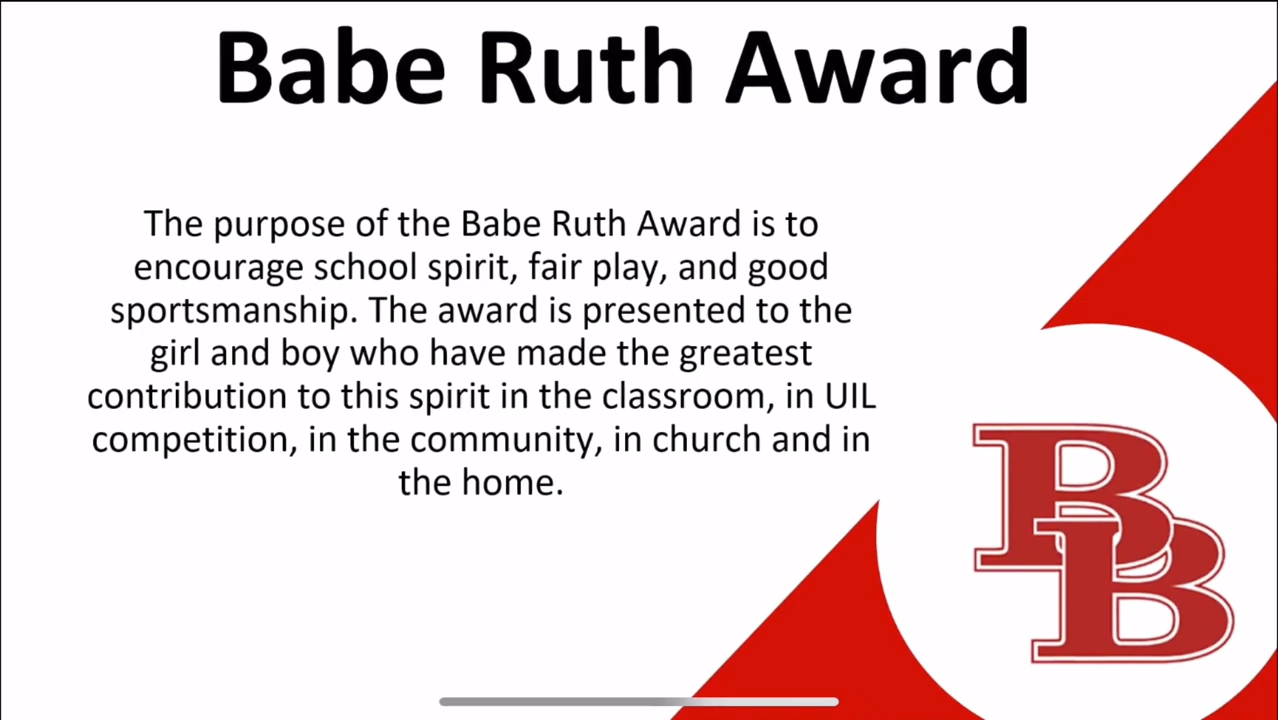 Babe Ruth Award
The purpose of the Babe Ruth Award is to
encourage school spirit, fair play, and good
sportsmanship. The award is presented to the
girl and boy who have made the greatest
contribution to this spirit in the classroom, in UIL
competition, in the community, in church and in
the home.
BB